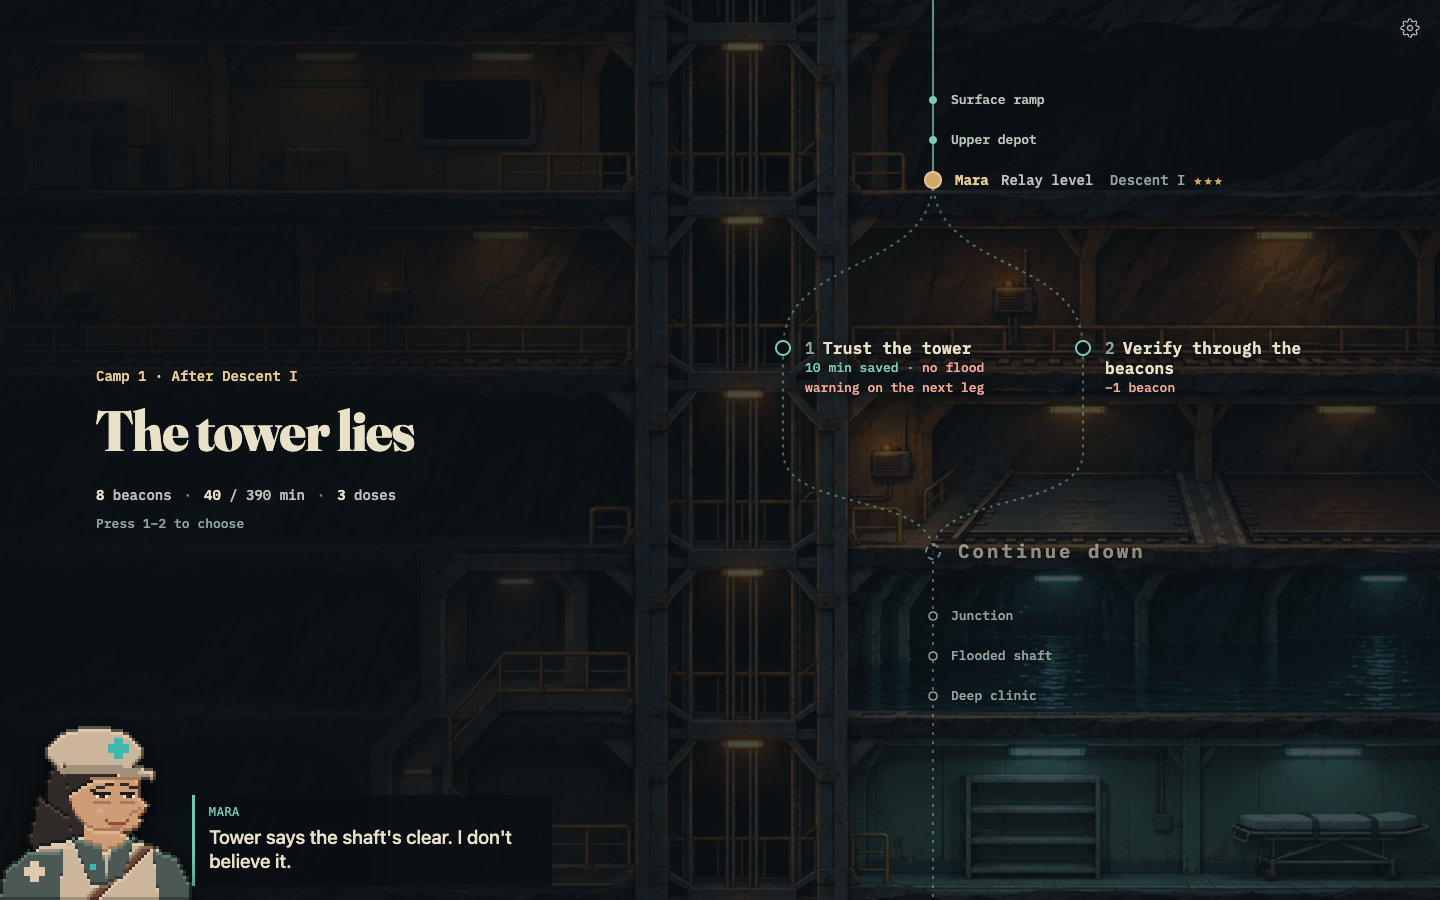 Surface ramp
Upper depot
Mara Relay level Descent I ★★★
1 Trust the tower
10 min saved · no flood
warning on the next leg
2 Verify through the
beacons
−1 beacon
Camp 1 · After Descent I
The tower lies
8 beacons · 40 / 390 min · 3 doses
Press 1–2 to choose
Continue down
Junction
Flooded shaft
Deep clinic
MARA
Tower says the shaft's clear. I don't
believe it.